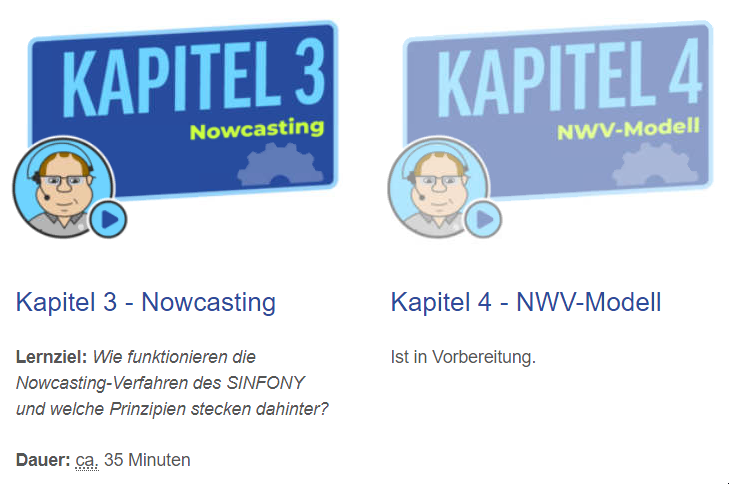 KAPITEL 3
Nowcasting
KAPITEL 4
NWV-Modell
Kapitel 3 - Nowcasting
Lernziel: Wie funktionieren die
Nowcasting-Verfahren des SINFONY
und welche Prinzipien stecken dahinter?
Dauer: ca. 35 Minuten
Kapitel 4 - NWV-Modell
Ist in Vorbereitung.